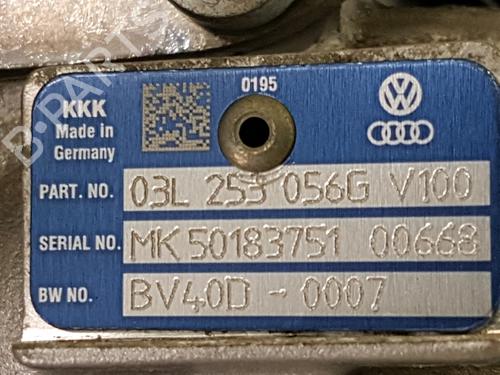 B-PARTS
0195
KKK
Made in
Germany
PART. NO. 03L 253 056G V100
SERIAL NO. MK 50183751 00668
BW NO. BV40D - 0007